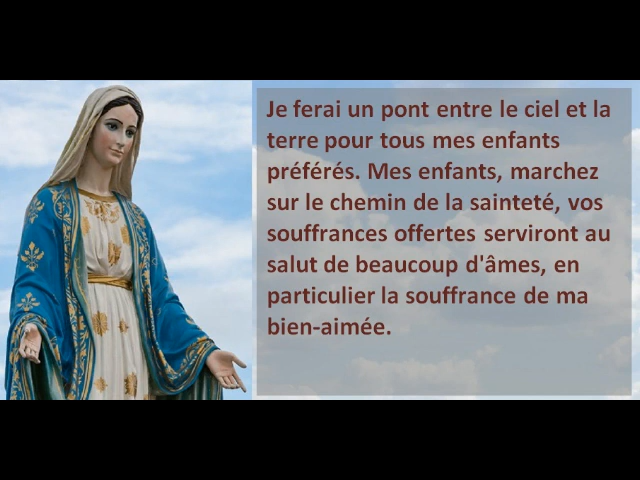 Je ferai un pont entre le ciel et la
terre pour tous mes enfants
préférés. Mes enfants, marchez
sur le chemin de la sainteté, vos
souffrances offertes serviront au
salut de beaucoup d'âmes, en
particulier la souffrance de ma
bien-aimée.